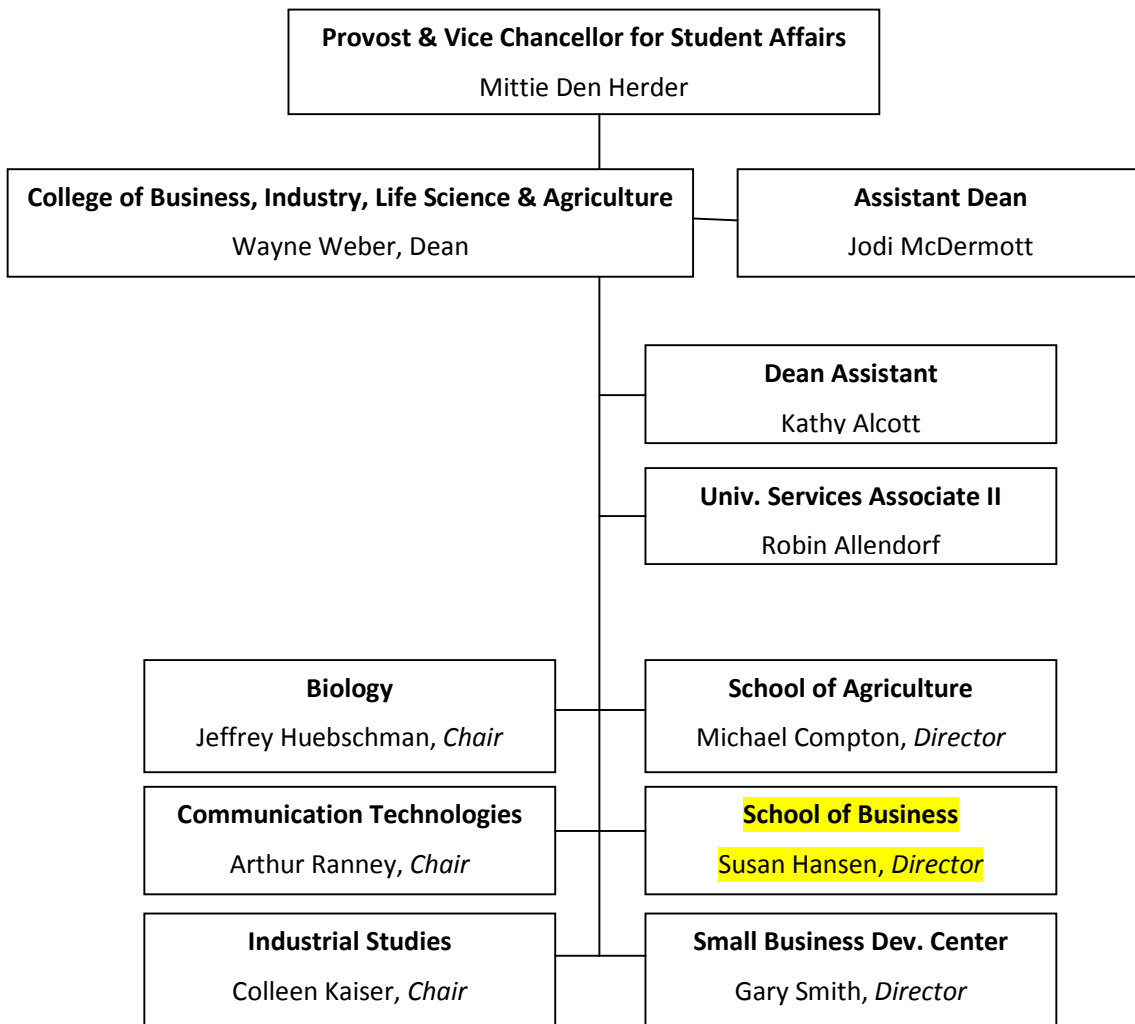 Provost & Vice Chancellor for Student Affairs
Mittie Den Herder
College of Business, Industry, Life Science & Agriculture
Wayne Weber, Dean
Assistant Dean
Jodi McDermott
Dean Assistant
Kathy Alcott
Univ. Services Associate II
Robin Allendorf
Biology
Jeffrey Huebschman, Chair
School of Agriculture
Michael Compton, Director
Communication Technologies
Arthur Ranney, Chair
School of Business
Susan Hansen, Director
Industrial Studies
Colleen Kaiser, Chair
Small Business Dev. Center
Gary Smith, Director